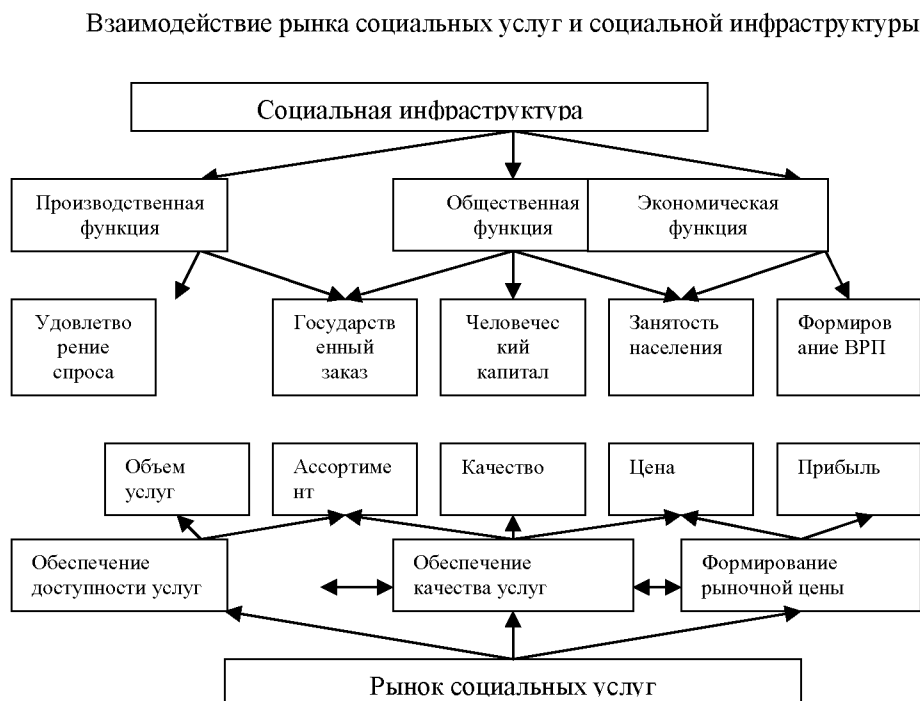 Взаимодействие рынка социальных услуг и социальной инфраструктуры
Социальная инфраструктура
Производственная
функция
Общественная
функция
Экономическая
функция
Удовлетво
рение
спроса
Государств
енный
заказ
Человечес
кий
капитал
Занятость
населения
Формиров
ание ВРП
Объем
услуг
Ассортиме
нт
Качество
Цена
Прибыль
Обеспечение
доступности услуг
Обеспечение
качества услуг
Формирование
рыночной цены
Рынок социальных услуг